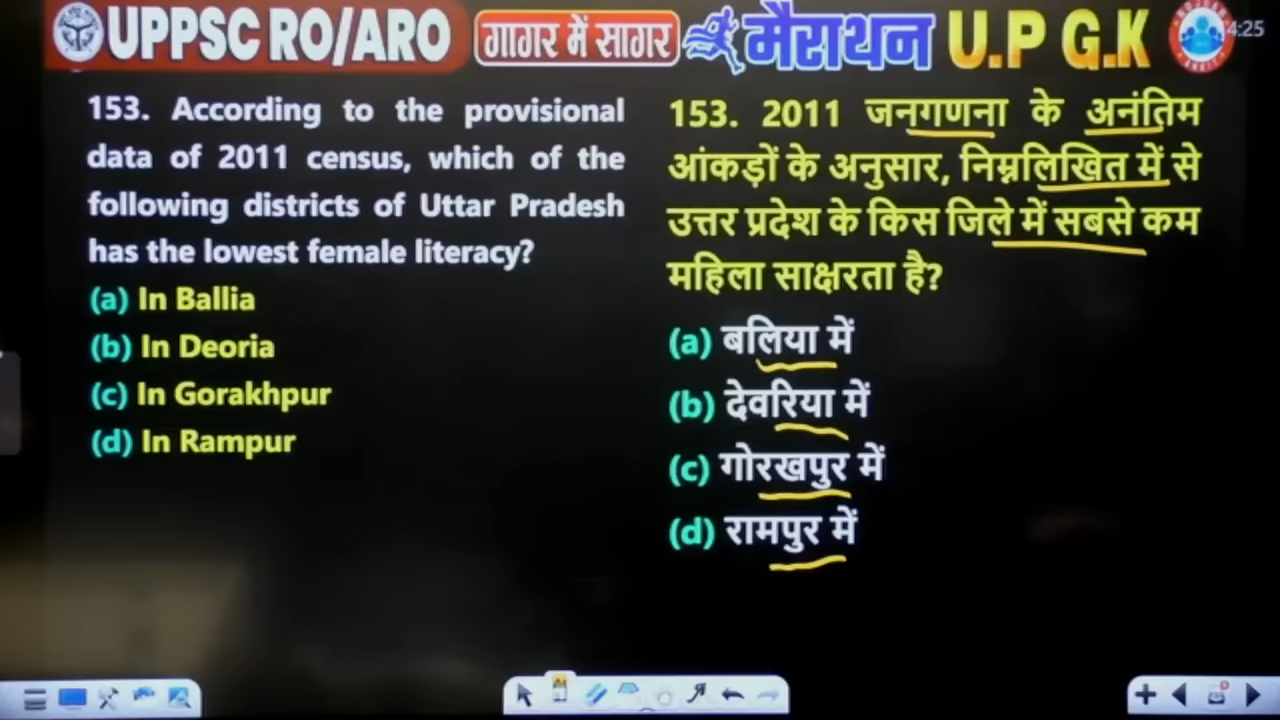 UPPSC RO/ARO गागर में सागर मैराथन U.P G.K
4:25
153. According to the provisional
data of 2011 census, which of the
following districts of Uttar Pradesh
has the lowest female literacy?
(a) In Ballia
(b) In Deoria
(c) In Gorakhpur
(d) In Rampur
153. 2011 जनगणना के अनंतिम
आंकड़ों के अनुसार, निम्नलिखित में से
उत्तर प्रदेश के किस जिले में सबसे कम
महिला साक्षरता है?
(a) बलिया में
(b) देवरिया में
(c) गोरखपुर में
(d) रामपुर में